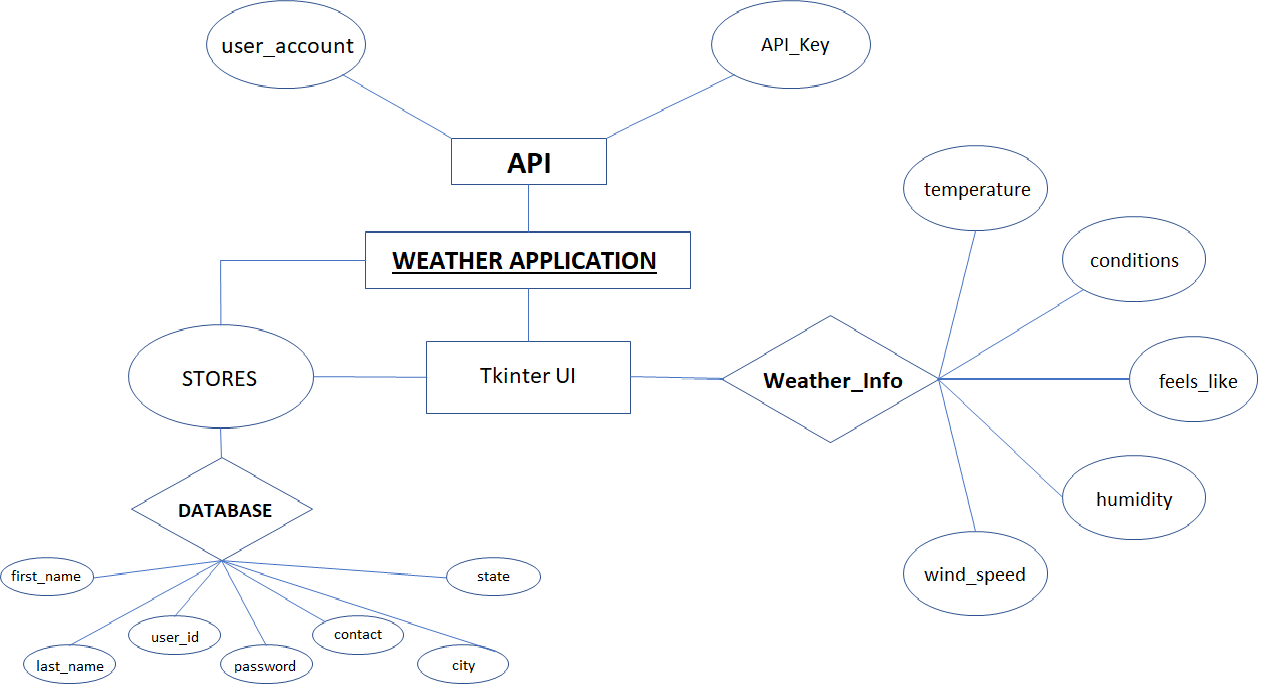 user_account
API_Key
API
temperature
WEATHER APPLICATION
conditions
STORES
Tkinter UI
Weather_Info
feels_like
humidity
DATABASE
wind_speed
first_name
state
user_id
contact
last_name
password
city